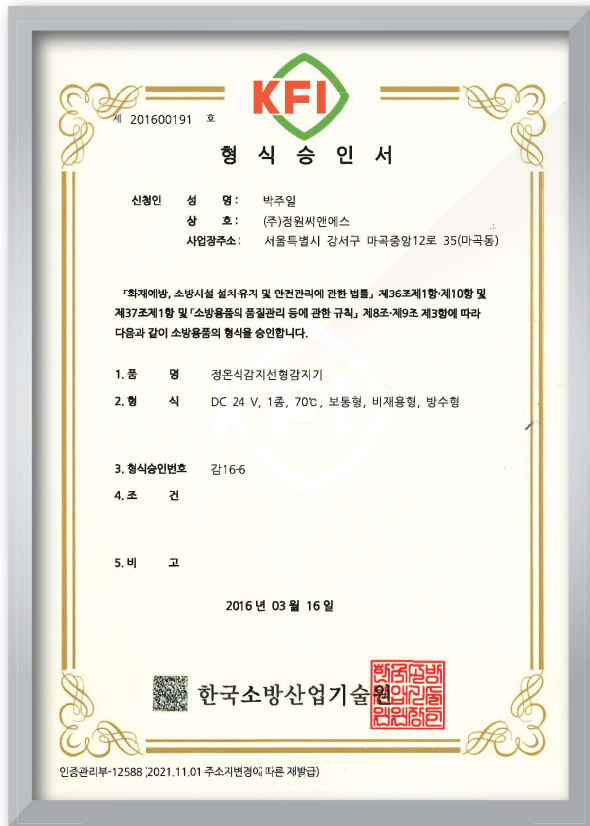 KFI
제 201600191 호
형 식 승 인 서
신청인 성 명 : 박주일
상 호 : (주)정원씨앤에스
사업장주소 : 서울특별시 강서구 마곡중앙12로 35(마곡동)
「화재예방, 소방시설 설치·유지 및 안전관리에 관한 법률」 제36조제1항·제10항 및
제37조제1항 및 「소방용품의 품질관리 등에 관한 규칙」 제8조·제9조 제3항에 따라
다음과 같이 소방용품의 형식을 승인합니다.
1. 품 명 정온식감지선형감지기
2. 형 식 DC 24 V, 1종, 70℃, 보통형, 비재용형, 방수형
3. 형식승인번호 감16-6
4. 조 건
5. 비 고
2016 년 03 월 16 일
한국소방산업기술원
인증관리부-12588 (2021.11.01 주소지변경에 따른 재발급)